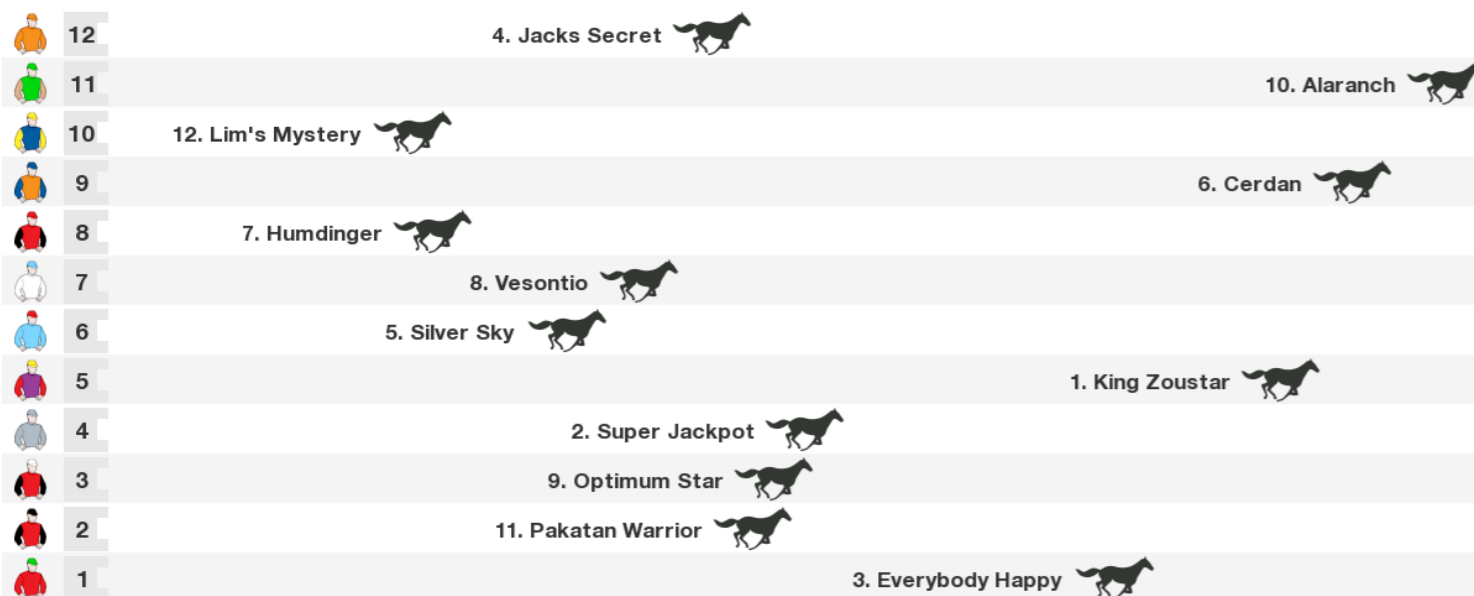 12 4. Jacks Secret
11 10. Alaranch
10 12. Lim's Mystery
9 6. Cerdan
8 7. Humdinger
7 8. Vesontio
6 5. Silver Sky
5 1. King Zoustar
4 2. Super Jackpot
3 9. Optimum Star
2 11. Pakatan Warrior
1 3. Everybody Happy